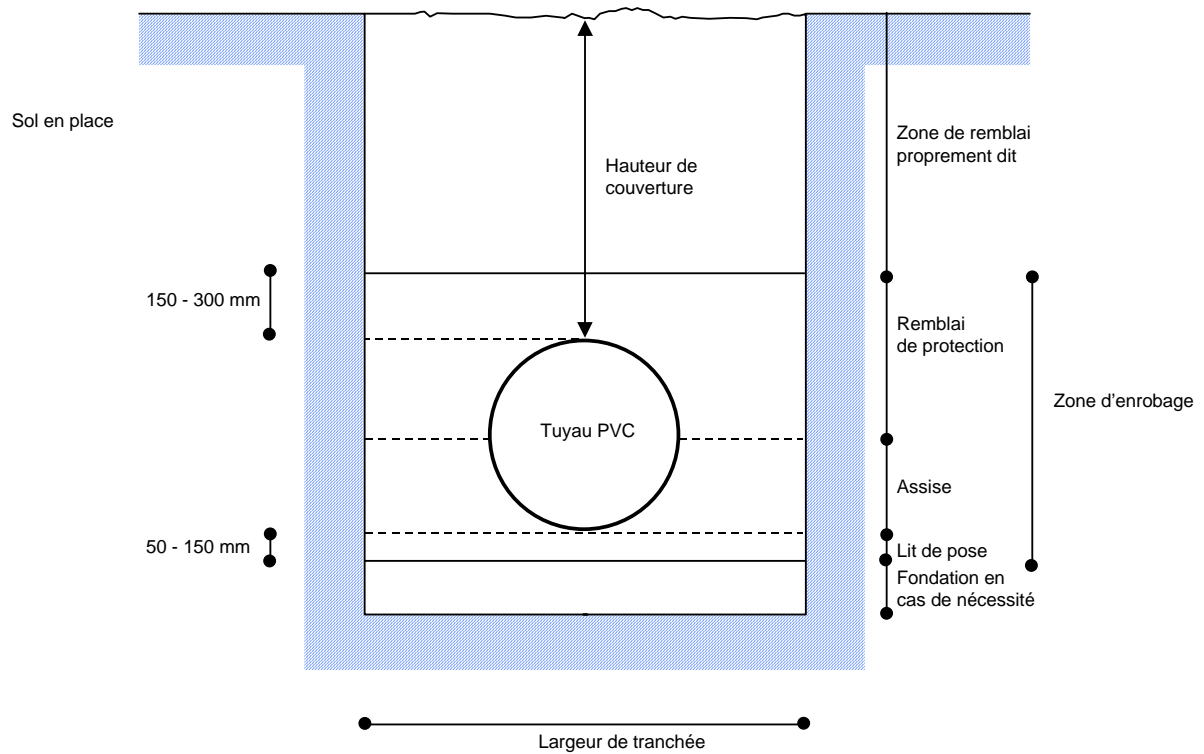 Sol en place
Zone de remblai
proprement dit
Hauteur de
couverture
150 - 300 mm
Remblai
de protection
Zone d'enrobage
Tuyau PVC
Assise
50 - 150 mm
Lit de pose
Fondation en
cas de nécessité
Largeur de tranchée